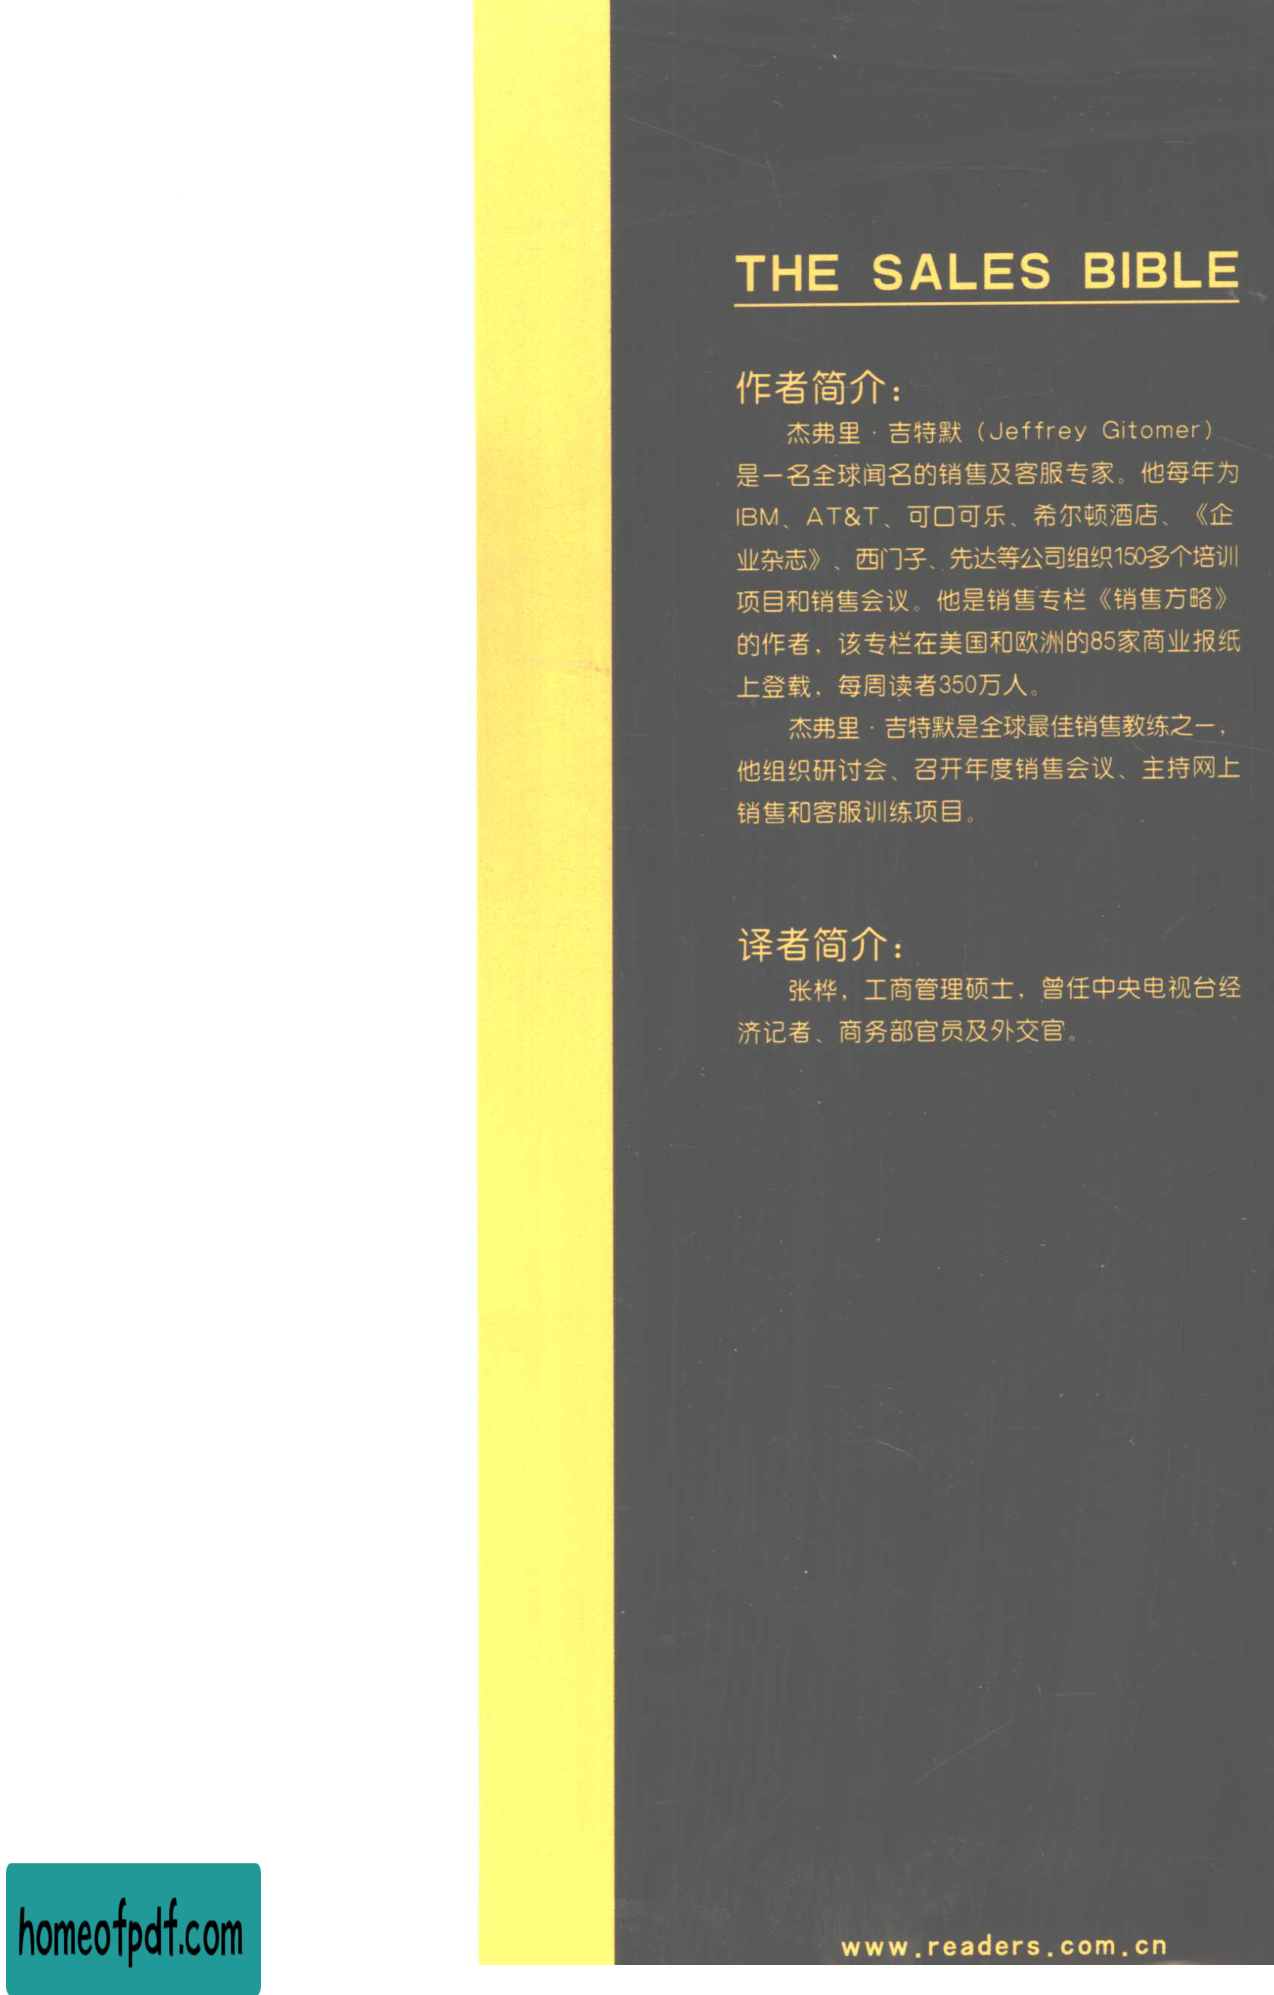 THE SALES BIBLE
作者简介：
杰弗里·吉特默（Jeffrey Gitomer）
是一名全球闻名的销售及客服专家。他每年为
IBM、AT&T、可口可乐、希尔顿酒店、《企
业杂志》、西门子、先达等公司组织150多个培训
项目和销售会议。他是销售专栏《销售方略》
的作者，该专栏在美国和欧洲的85家商业报纸
上登载，每周读者350万人。
杰弗里·吉特默是全球最佳销售教练之一，
他组织研讨会、召开年度销售会议、主持网上
销售和客服训练项目。
译者简介：
张桦，工商管理硕士，曾任中央电视台经
济记者、商务部官员及外交官。
www.readers.com.cn
homeofpdf.com